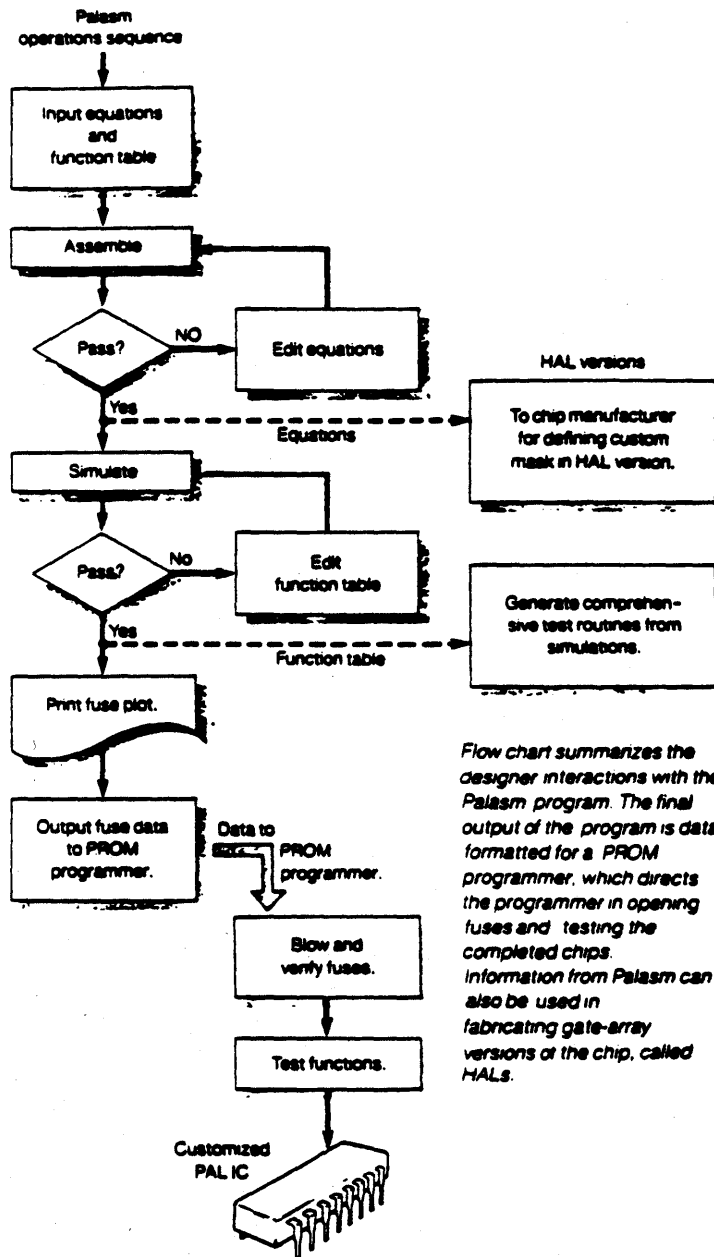 Palasm
operations sequence
Input equations
and
function table
Assemble
Pass?
NO
Edit equations
Yes
Equations
HAL versions
To chip manufacturer
for defining custom
mask in HAL version.
Simulate
Pass?
No
Edit
function table
Yes
Function table
Generate comprehen-
sive test routines from
simulations.
Print fuse plot.
Output fuse data
to PROM
programmer.
Data to
PROM
programmer.
Blow and
verify fuses.
Test functions.
Customized
PAL IC
Flow chart summarizes the
designer interactions with the
Palasm program. The final
output of the program is data
formatted for a PROM
programmer, which directs
the programmer in opening
fuses and testing the
completed chips.
Information from Palasm can
also be used in
fabricating gate-array
versions of the chip, called
HALs.